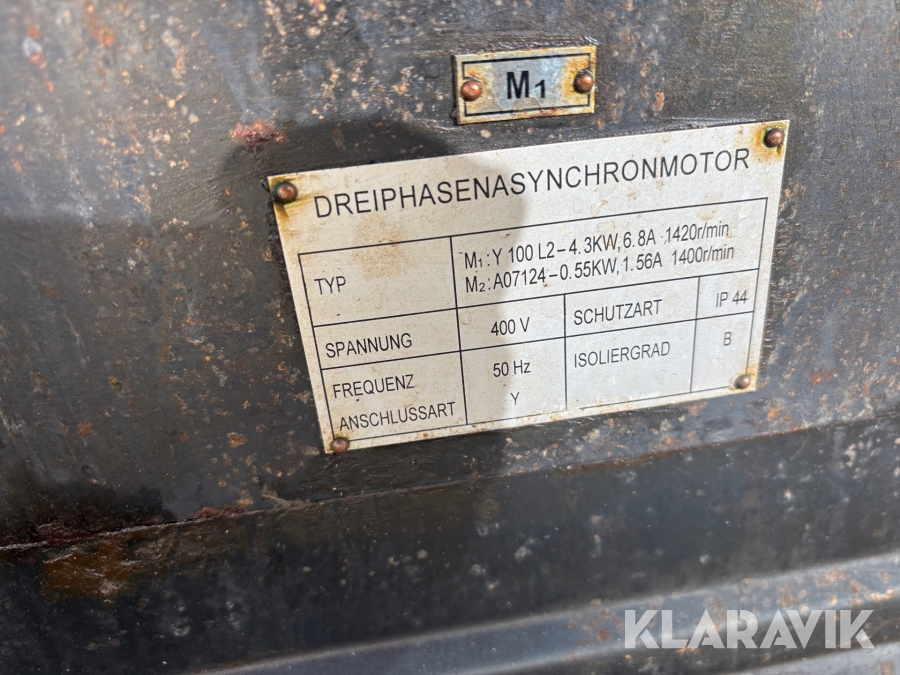 M1
DREIPHASENASYNCHRONMOTOR
TYP
M1:Y 100 L2-4.3KW,6.8A 1420r/min
M2:A07124-0.55KW,1.56A 1400r/min
SPANNUNG 400 V SCHUTZART IP 44
FREQUENZ 50 Hz ISOLIERGRAD B
ANSCHLUSSART Y
KLARAVIK